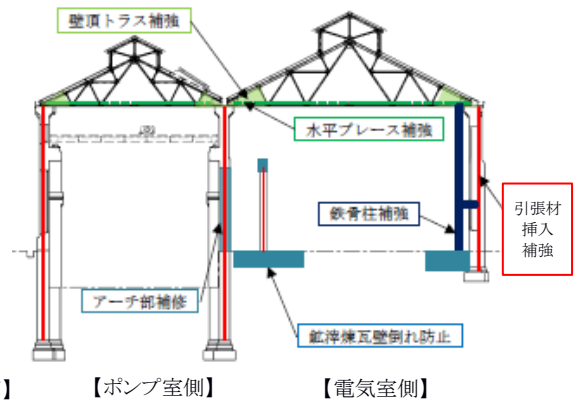 壁頂トラス補強
水平ブレース補強
鉄骨柱補強
引張材
挿入
補強
アーチ部補修
鉱滓煉瓦壁倒れ防止
】
【ポンプ室側】
【電気室側】